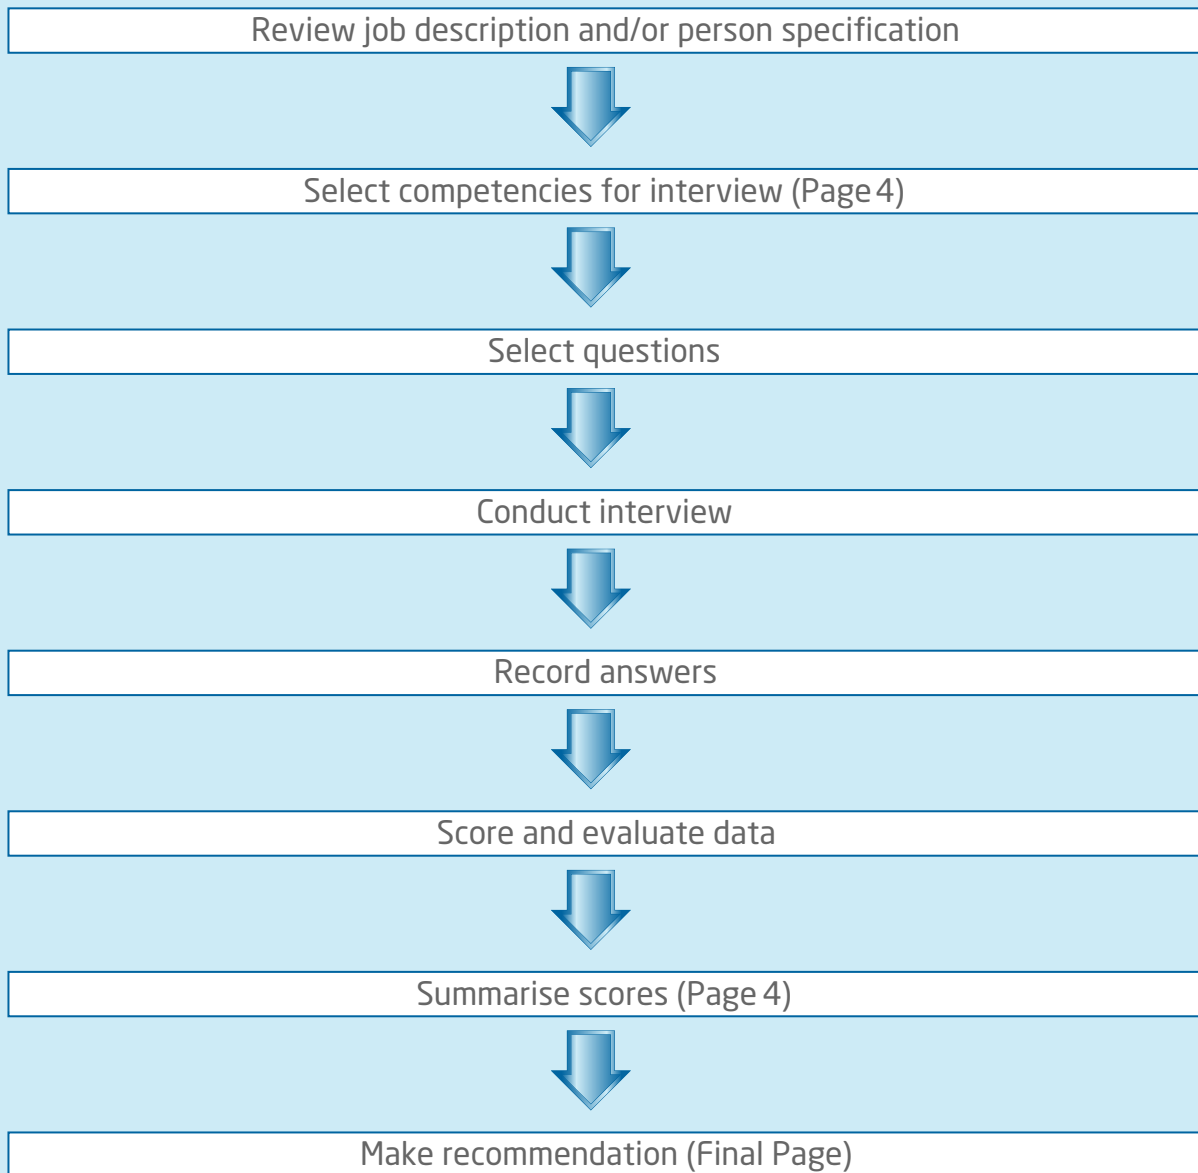 Review job description and/or person specification
Select competencies for interview (Page 4)
Select questions
Conduct interview
Record answers
Score and evaluate data
Summarise scores (Page 4)
Make recommendation (Final Page)